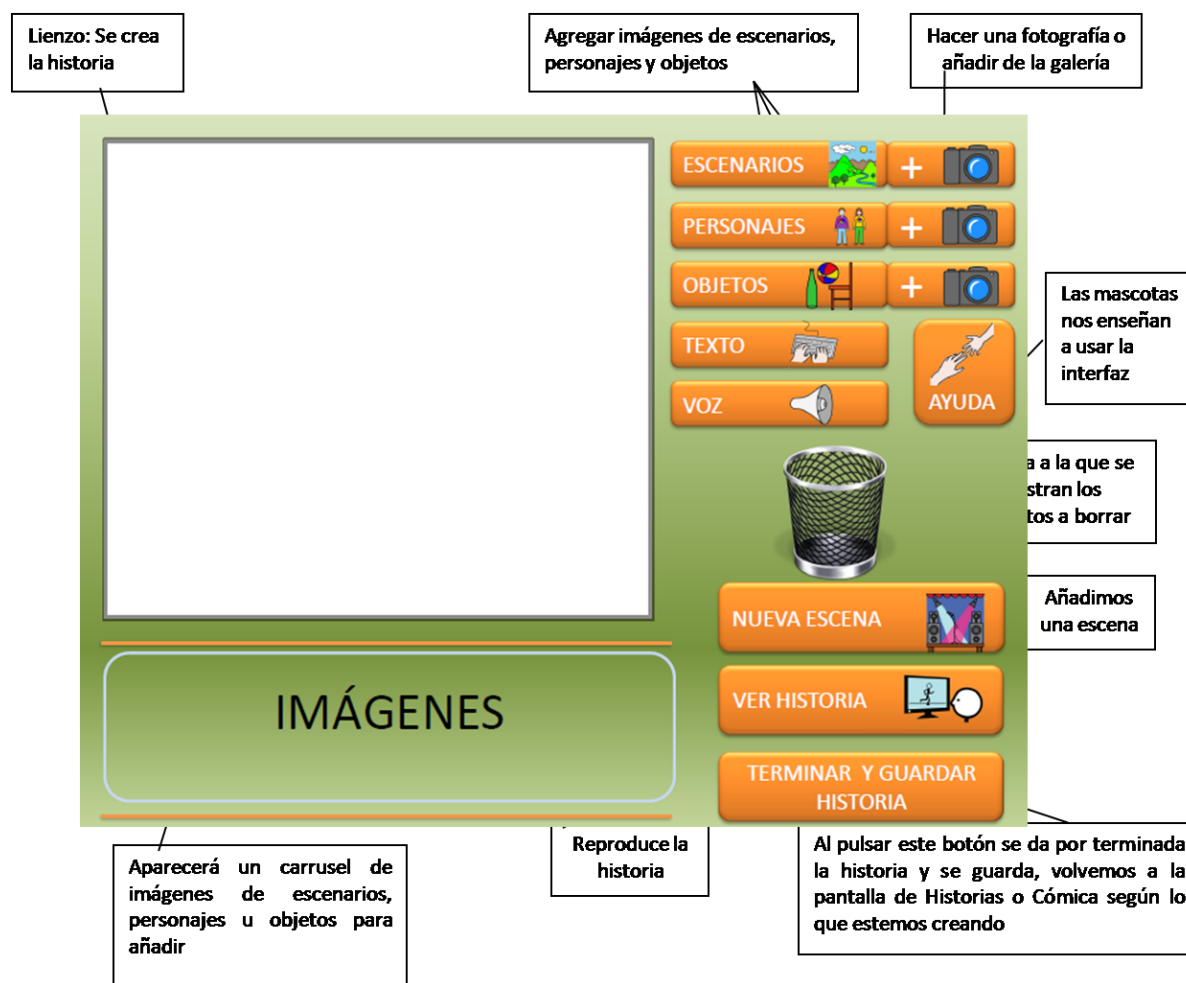 Lienzo: Se crea
la historia
Agregar imágenes de escenarios,
personajes y objetos
Hacer una fotografía o
añadir de la galería
ESCENARIOS
+
PERSONAJES
+
OBJETOS
+
TEXTO
VOZ
AYUDA
Las mascotas
nos enseñan
a usar la
interfaz
a a la que se
stran los
tos a borrar
NUEVA ESCENA
Añadimos
una escena
IMÁGENES
VER HISTORIA
TERMINAR Y GUARDAR
HISTORIA
Aparecerá un carrusel de
imágenes de escenarios,
personajes u objetos para
añadir
Reproduce la
historia
Al pulsar este botón se da por terminada
la historia y se guarda, volvemos a la
pantalla de Historias o Cómica según lo
que estemos creando